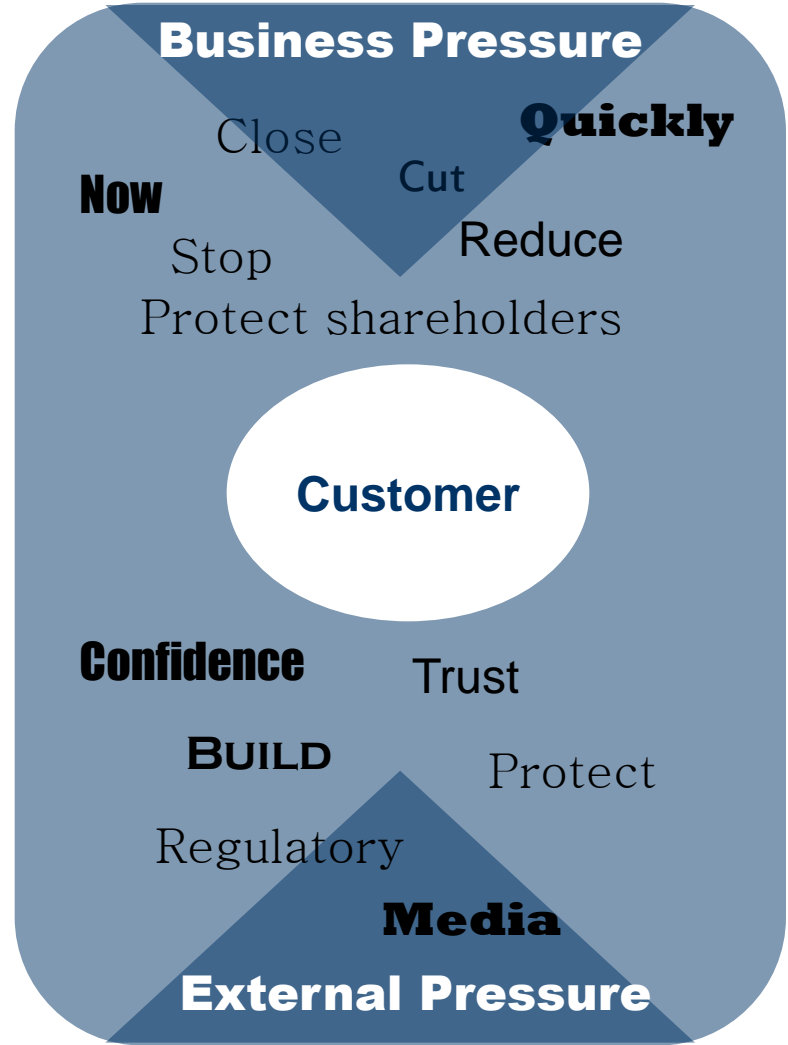 Business Pressure
Quickly
Close
Cut
Now
Reduce
Stop
Protect shareholders
Customer
Confidence
Trust
BUILD
Protect
Regulatory
Media
External Pressure